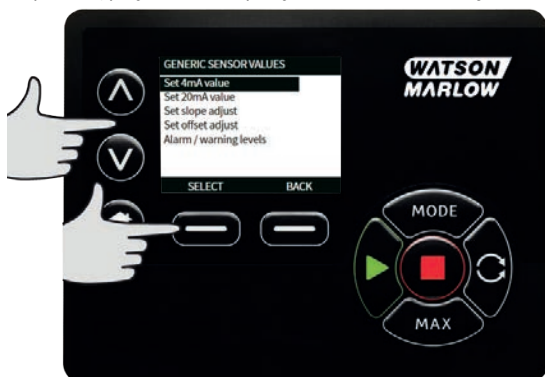 GENERIC SENSOR VALUES
Set 4mA value
Set 20mA value
Set slope adjust
Set offset adjust
Alarm / warning levels
SELECT BACK
WATSON
MARLOW
MODE
MAX